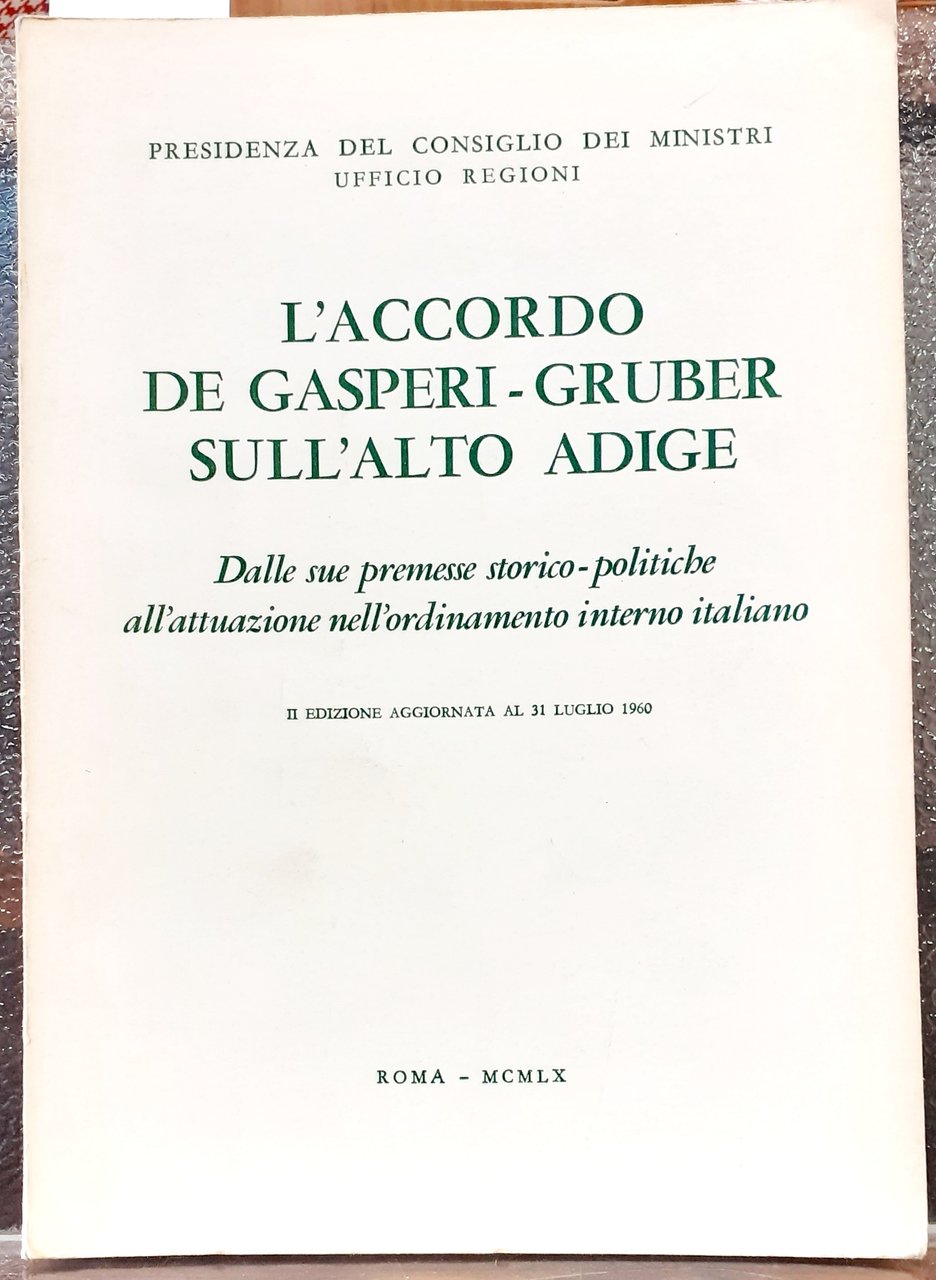 PRESIDENZA DEL CONSIGLIO DEI MINISTRI
UFFICIO REGIONI
L'ACCORDO
DE GASPERI - GRUBER
SULL'ALTO ADIGE
Dalle sue premesse storico-politiche
all'attuazione nell'ordinamento interno italiano
II EDIZIONE AGGIORNATA AL 31 LUGLIO 1960
ROMA - MCMLX